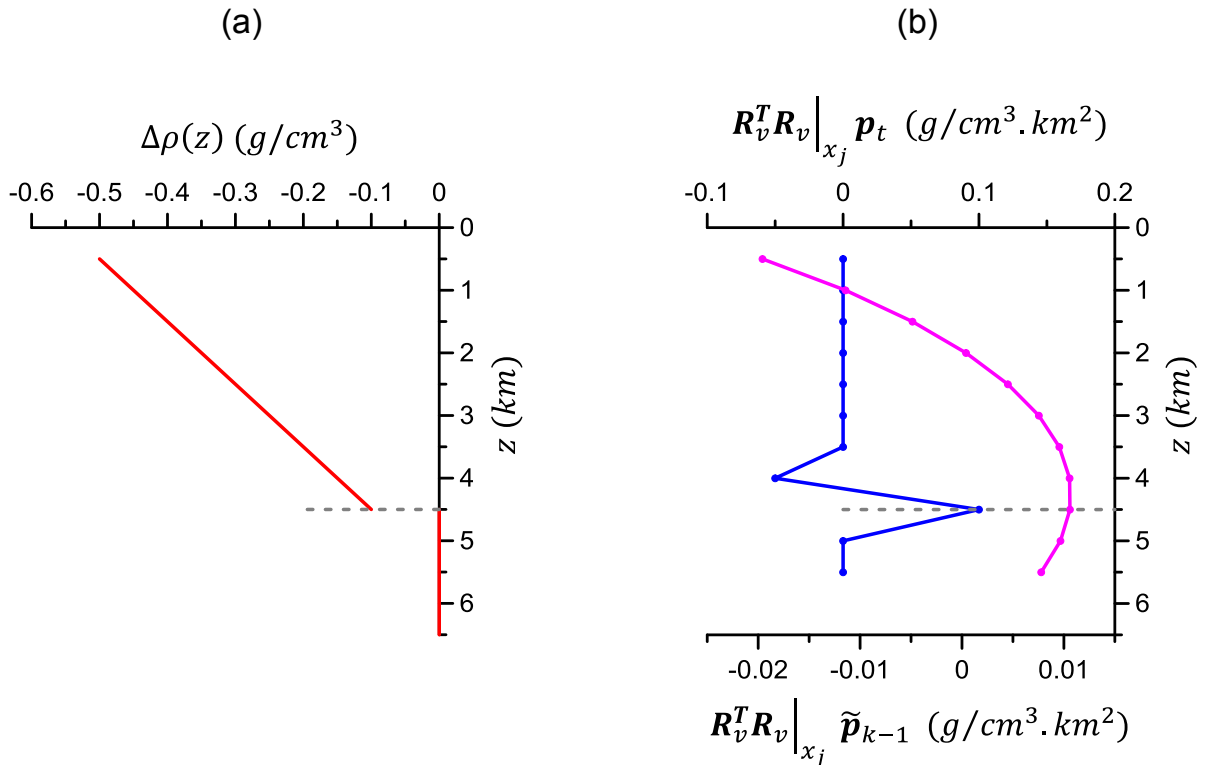 (a)
(b)
Δρ(z) (g/cm³)
-0.6 -0.5 -0.4 -0.3 -0.2 -0.1 0
0
1
2
3
4
5
6
z (km)
R_v^T R_v|_{x_j} p_t (g/cm³.km²)
-0.1 0 0.1 0.2
0
1
2
3
4
5
6
z (km)
-0.02 -0.01 0 0.01
R_v^T R_v|_{x_j} p̃_{k−1} (g/cm³.km²)